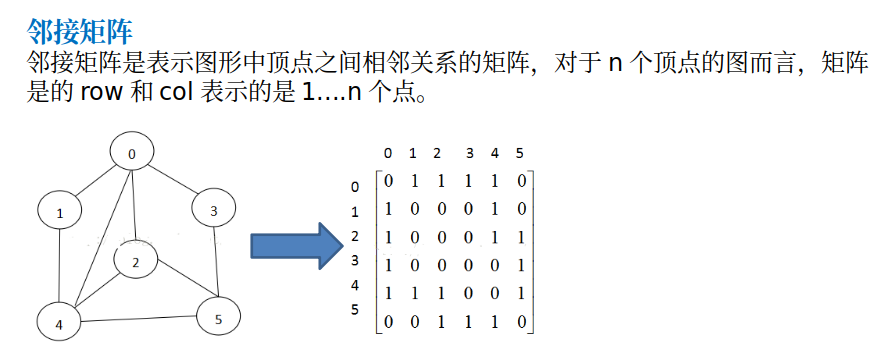 邻接矩阵
邻接矩阵是表示图形中顶点之间相邻关系的矩阵，对于 n 个顶点的图而言，矩阵
是的 row 和 col 表示的是 1....n 个点。
0
1
3
2
4
5
0 1 2 3 4 5
0 0 1 1 1 1 0
1 1 0 0 0 1 0
2 1 0 0 0 1 1
3 1 0 0 0 0 1
4 1 1 1 0 0 1
5 0 0 1 1 1 0